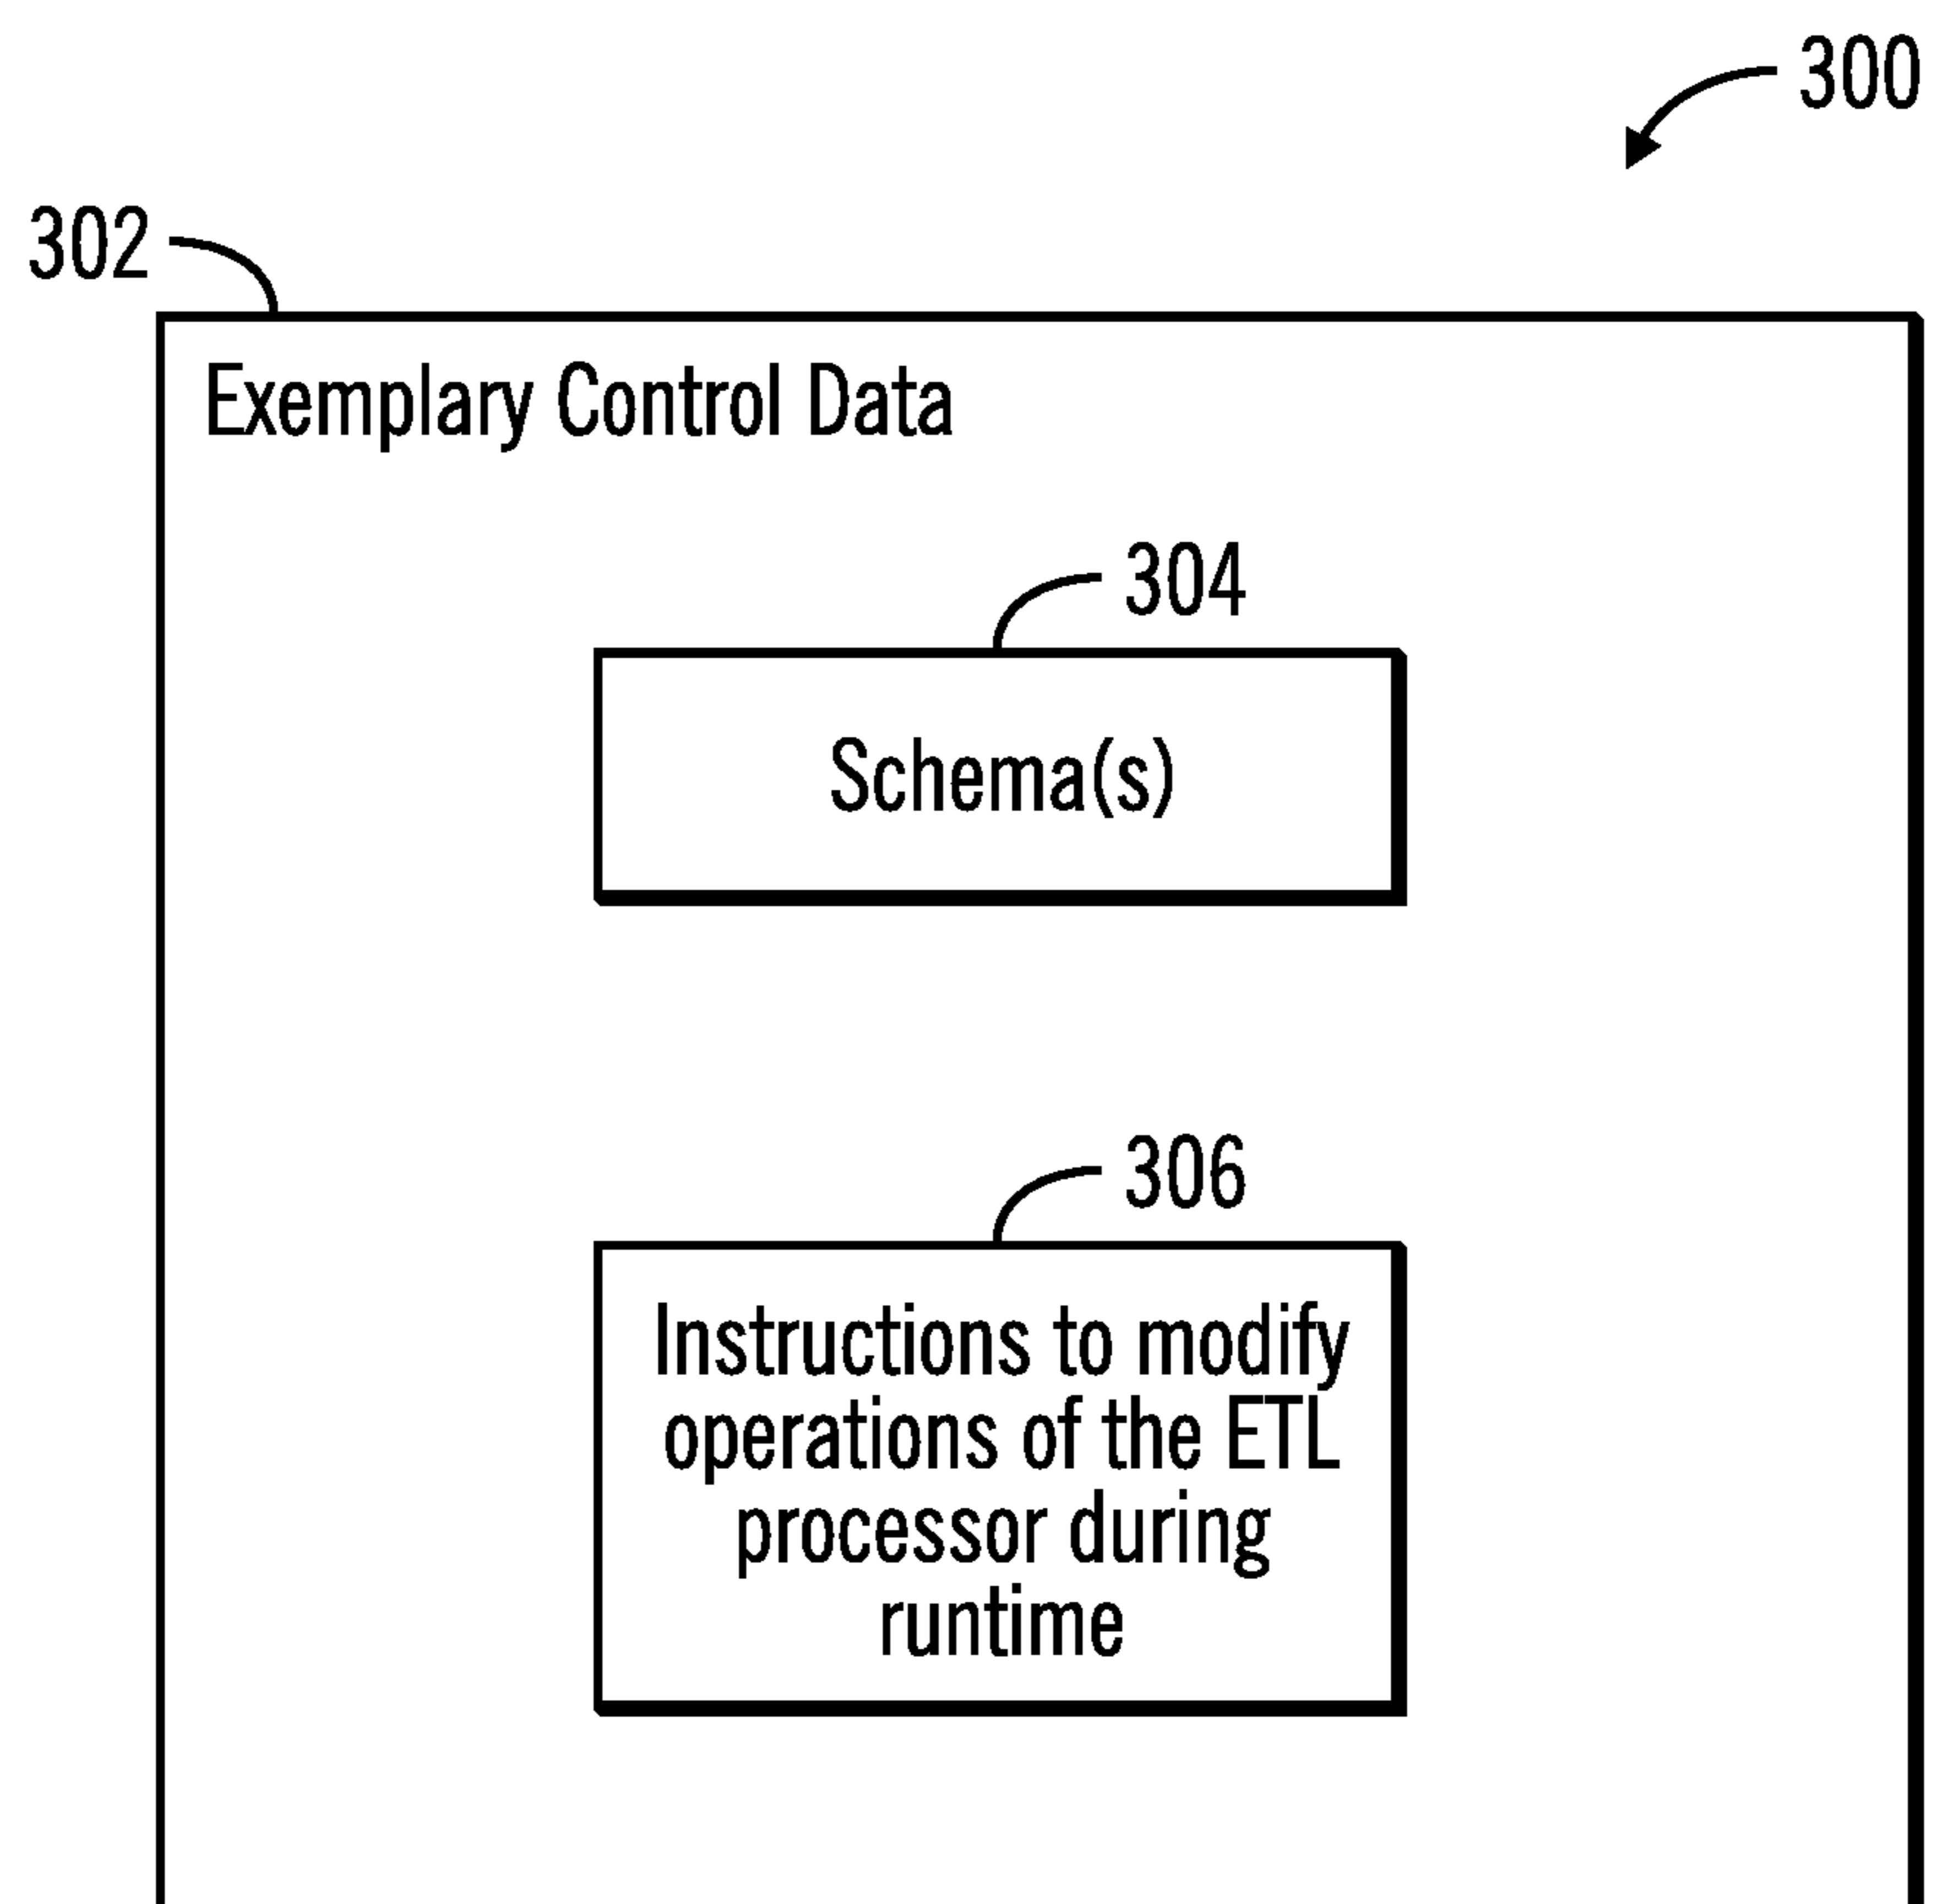 300
302
Exemplary Control Data
304
Schema(s)
306
Instructions to modify
operations of the ETL
processor during
runtime